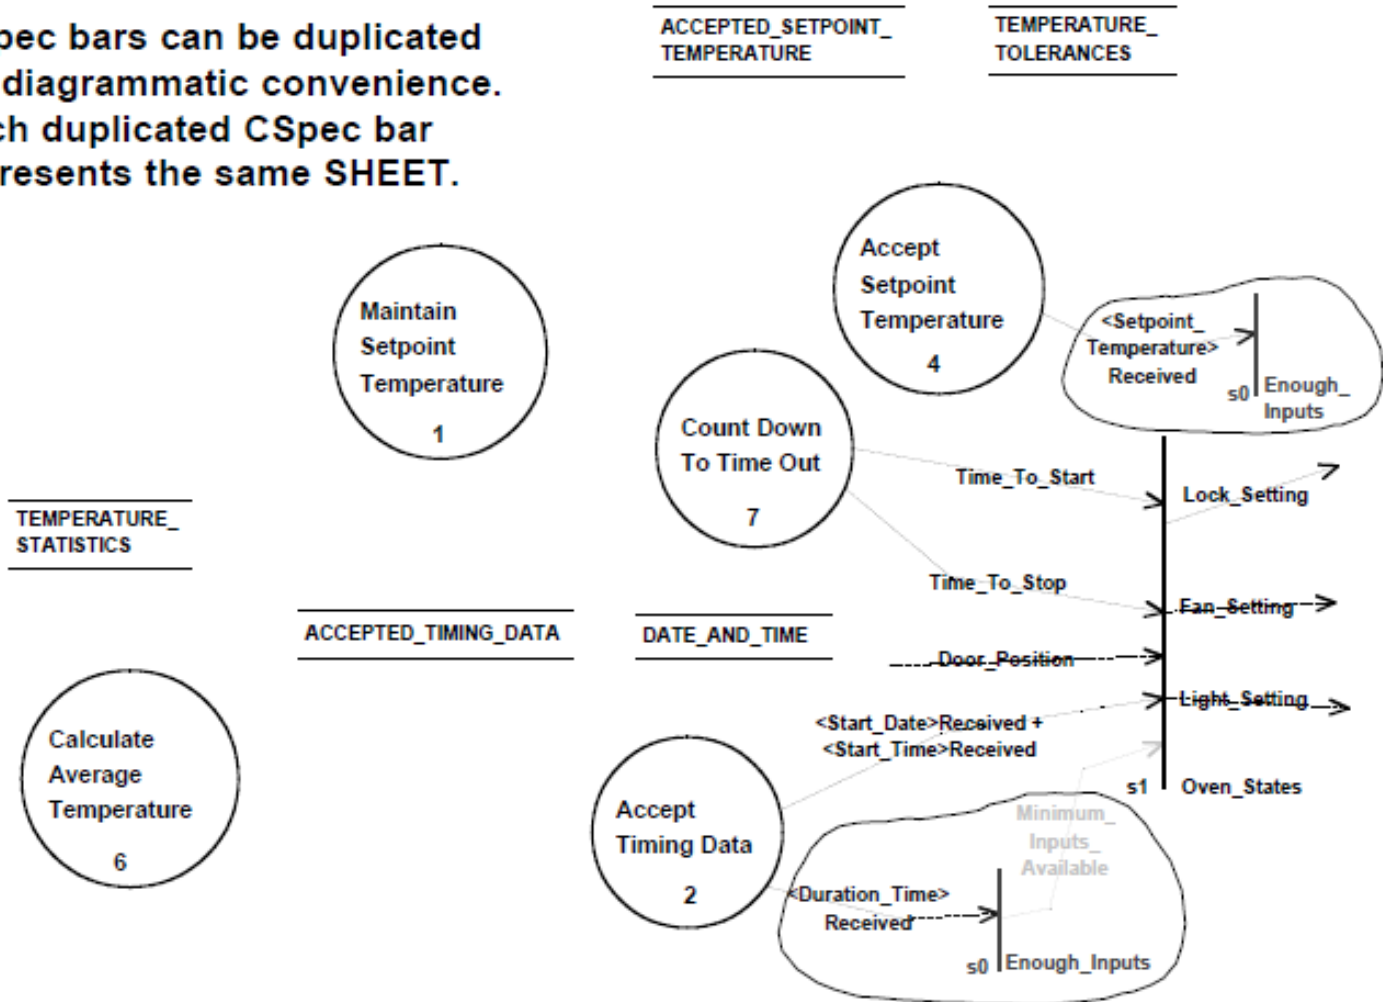 pec bars can be duplicated
diagrammatic convenience.
ch duplicated CSpec bar
presents the same SHEET.
ACCEPTED_SETPOINT_
TEMPERATURE
TEMPERATURE_
TOLERANCES
Accept
Setpoint
Temperature
4
Maintain
Setpoint
Temperature
1
<Setpoint_
Temperature>
Received
s0
Enough_
Inputs
Count Down
To Time Out
7
Time_To_Start
Lock_Setting
TEMPERATURE_
STATISTICS
Time_To_Stop
Fan_Setting
ACCEPTED_TIMING_DATA
DATE_AND_TIME
Door_Position
Light_Setting
<Start_Date>Received +
<Start_Time>Received
Calculate
Average
Temperature
6
s1
Oven_States
Accept
Timing Data
2
Minimum_
Inputs_
Available
<Duration_Time>
Received
s0
Enough_Inputs